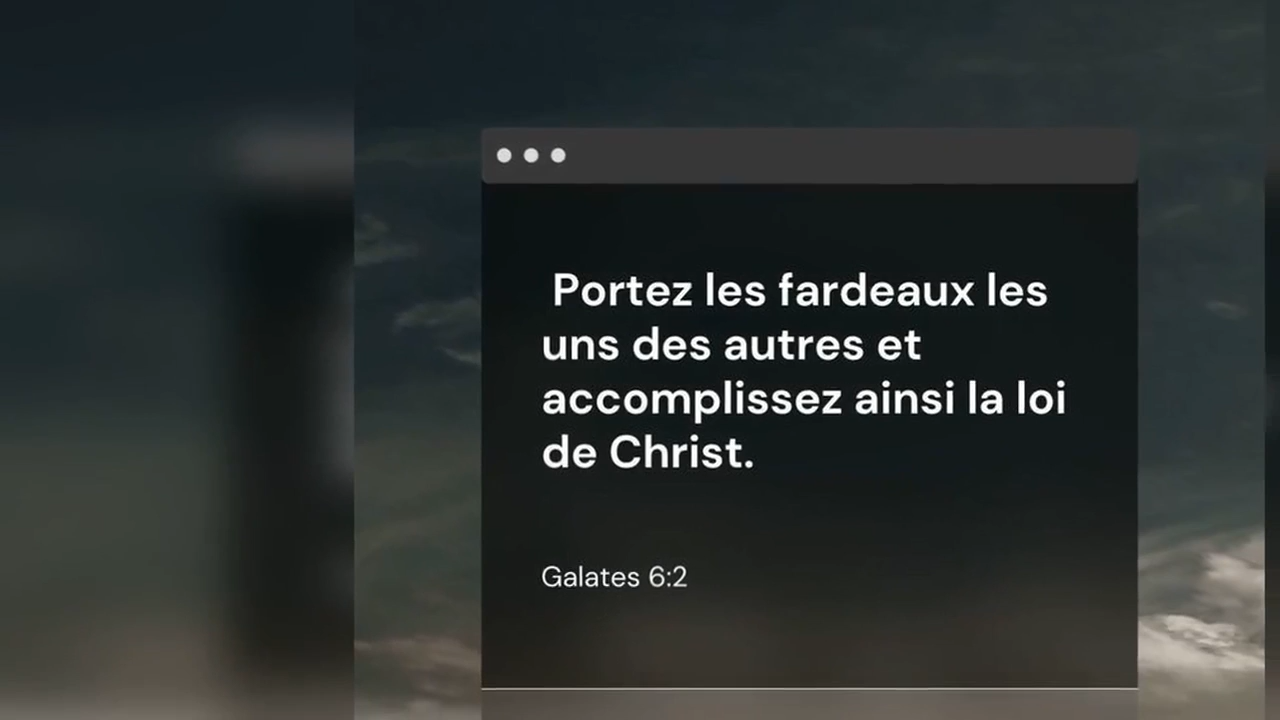 Portez les fardeaux les
uns des autres et
accomplissez ainsi la loi
de Christ.
Galates 6:2